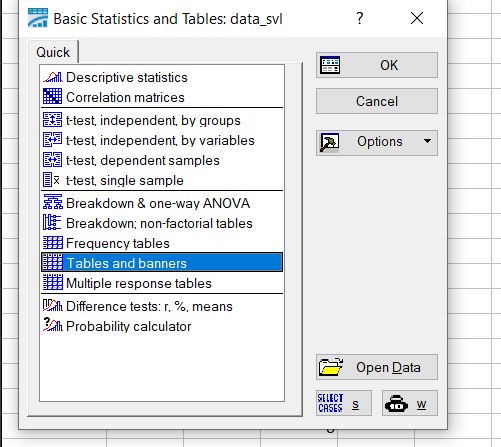 Basic Statistics and Tables: data_svl
?
Quick
Descriptive statistics
Correlation matrices
t-test, independent, by groups
t-test, independent, by variables
t-test, dependent samples
t-test, single sample
Breakdown & one-way ANOVA
Breakdown; non-factorial tables
Frequency tables
Tables and banners
Multiple response tables
Difference tests: r, %, means
Probability calculator
OK
Cancel
Options
Open Data
SELECT CASES S
W